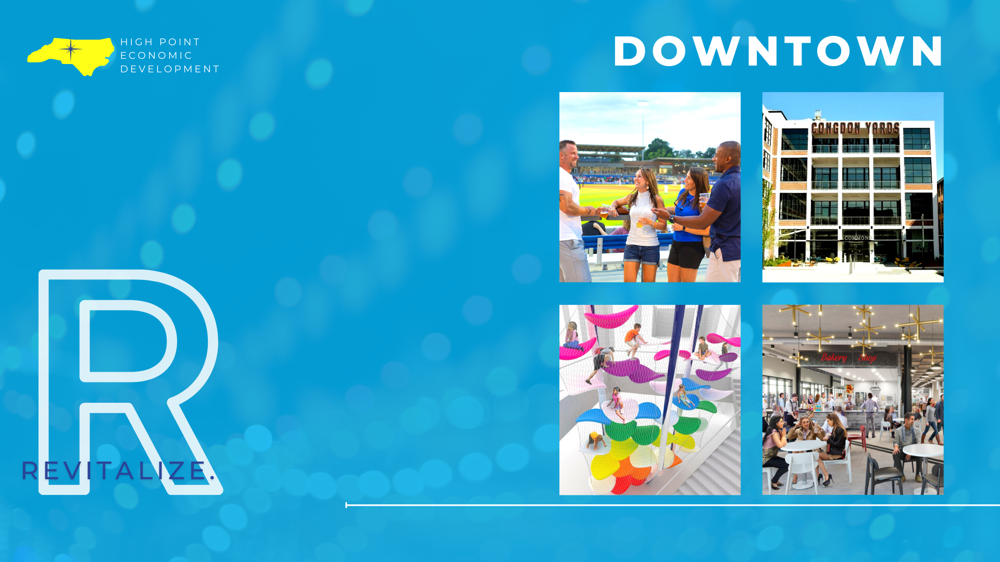 HIGH POINT
ECONOMIC
DEVELOPMENT
DOWNTOWN
CONGDON YARDS
COMMONS
Bakery Shop
R
REVITALIZE.